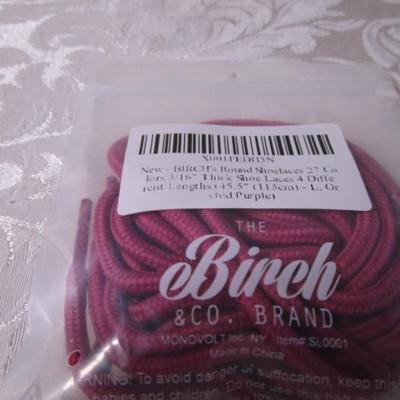 X001FEDH3N
New - BIRCH's Round Shoelaces 27 Co
lors 3/16" Thick Shoe Laces 4 Diffe
rent Lengths (45.5" (115cm) - L, Or
chid Purple)
THE
Birch
& CO. BRAND
MONOVOLT Inc. NY Item# SL0001
Made in China
WARNING: To avoid danger of suffocation, keep this
babies and children. Do not use this bag